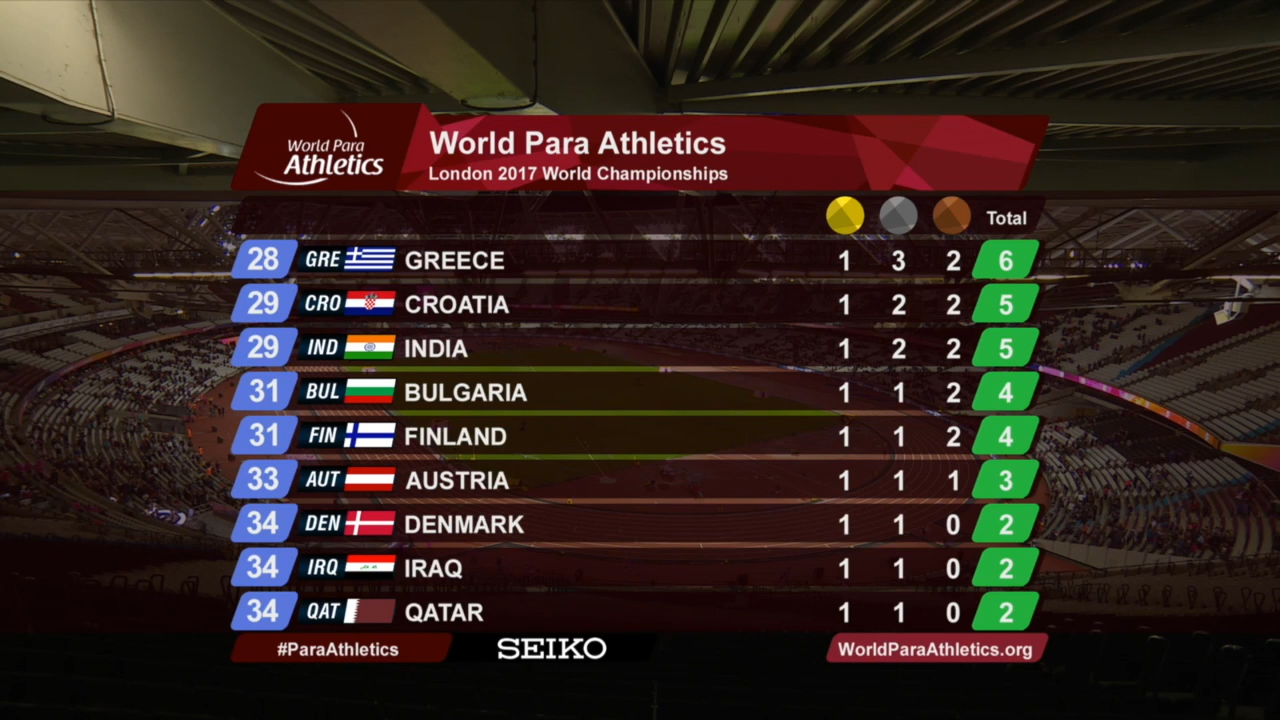 World Para
Athletics
World Para Athletics
London 2017 World Championships
Total
28 GRE GREECE 1 3 2 6
29 CRO CROATIA 1 2 2 5
29 IND INDIA 1 2 2 5
31 BUL BULGARIA 1 1 2 4
31 FIN FINLAND 1 1 2 4
33 AUT AUSTRIA 1 1 1 3
34 DEN DENMARK 1 1 0 2
34 IRQ IRAQ 1 1 0 2
34 QAT QATAR 1 1 0 2
#ParaAthletics SEIKO WorldParaAthletics.org